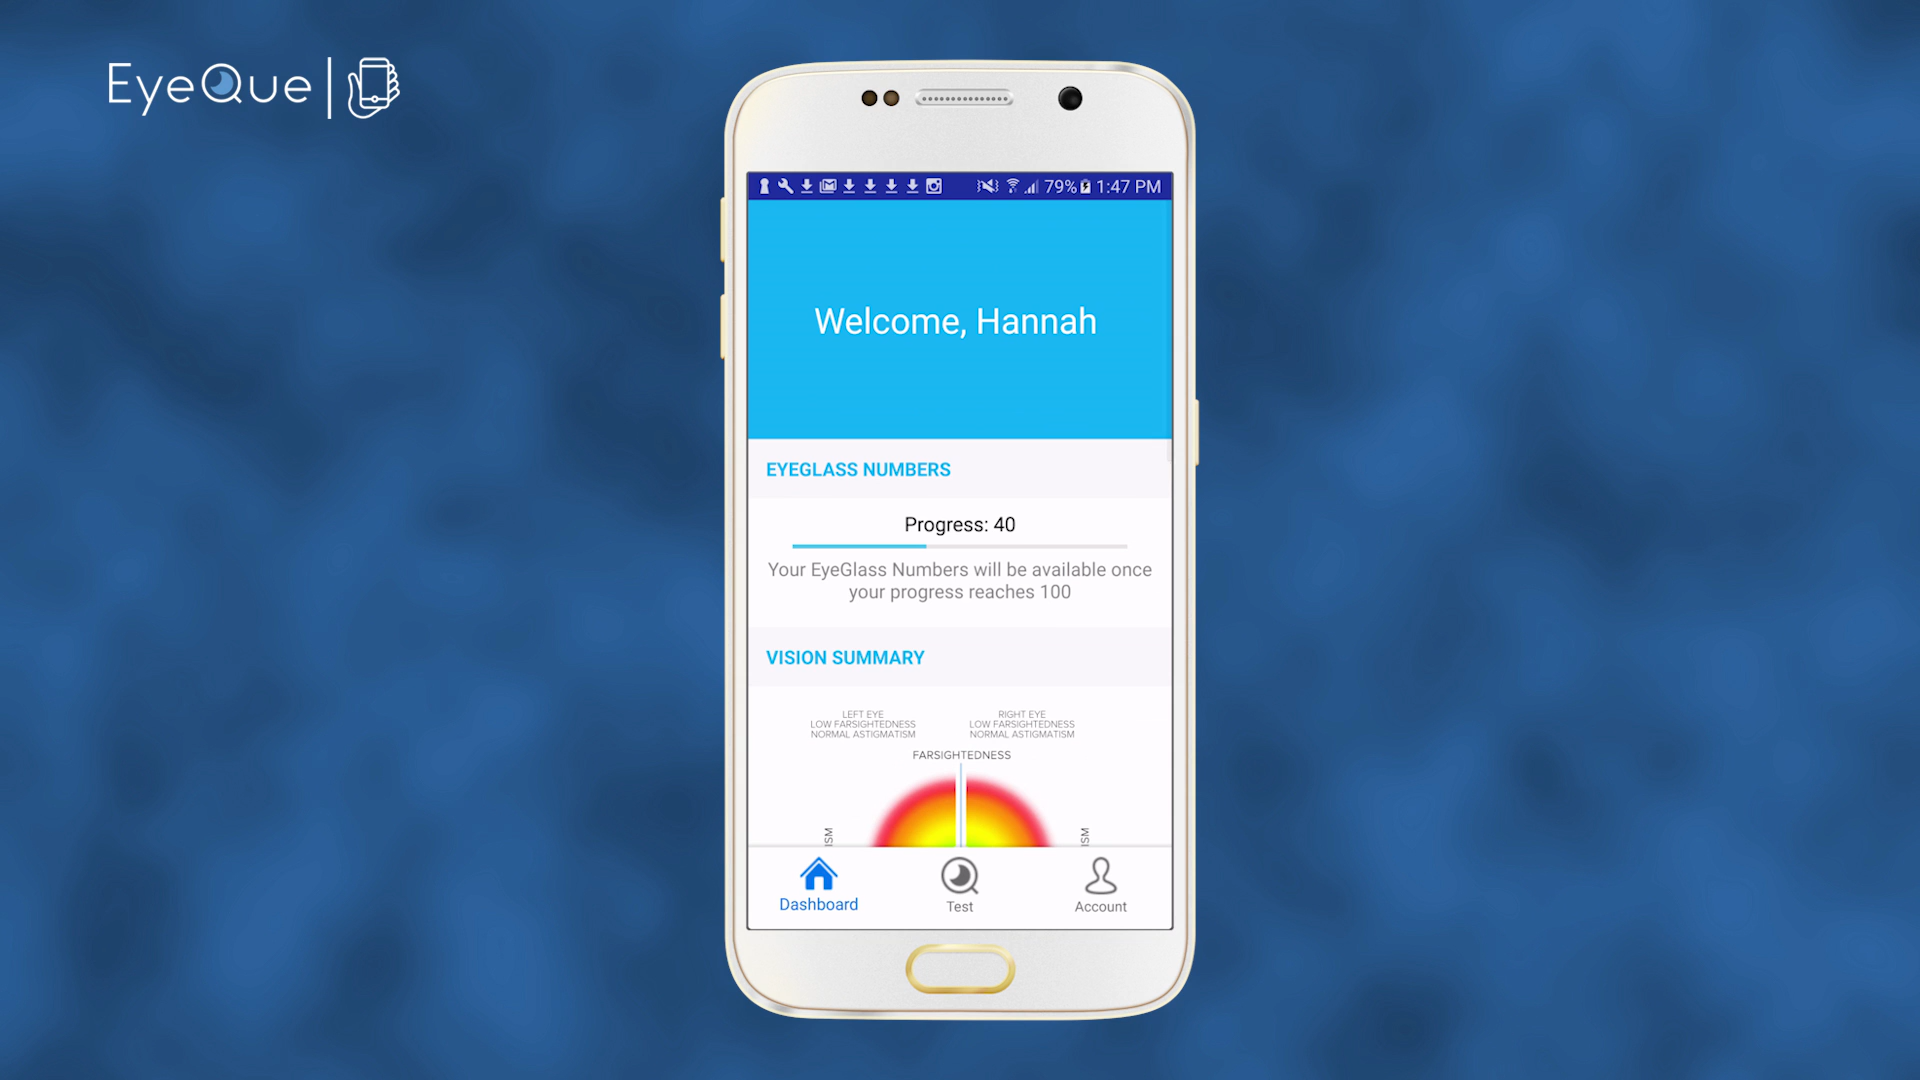 EyeQue
79% 1:47 PM
Welcome, Hannah
EYEGLASS NUMBERS
Progress: 40
Your EyeGlass Numbers will be available once
your progress reaches 100
VISION SUMMARY
LEFT EYE
LOW FARSIGHTEDNESS
NORMAL ASTIGMATISM
RIGHT EYE
LOW FARSIGHTEDNESS
NORMAL ASTIGMATISM
FARSIGHTEDNESS
ISM
ISM
Dashboard
Test
Account